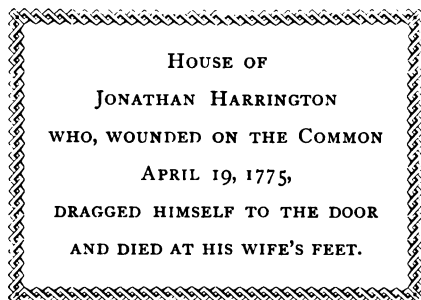 House of
Jonathan Harrington
who, wounded on the Common
April 19, 1775,
dragged himself to the door
and died at his wife's feet.